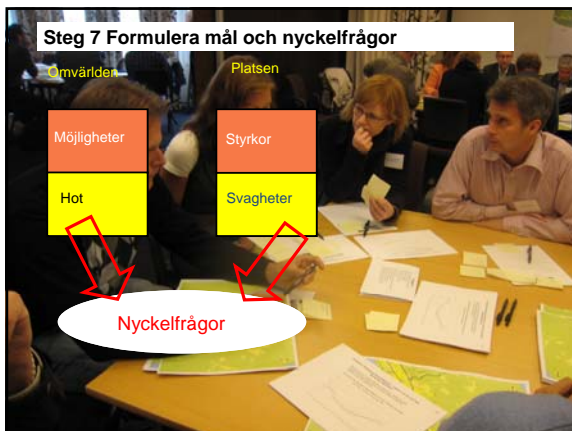 Steg 7 Formulera mål och nyckelfrågor
Omvärlden
Platsen
Möjligheter
Styrkor
Hot
Svagheter
Nyckelfrågor